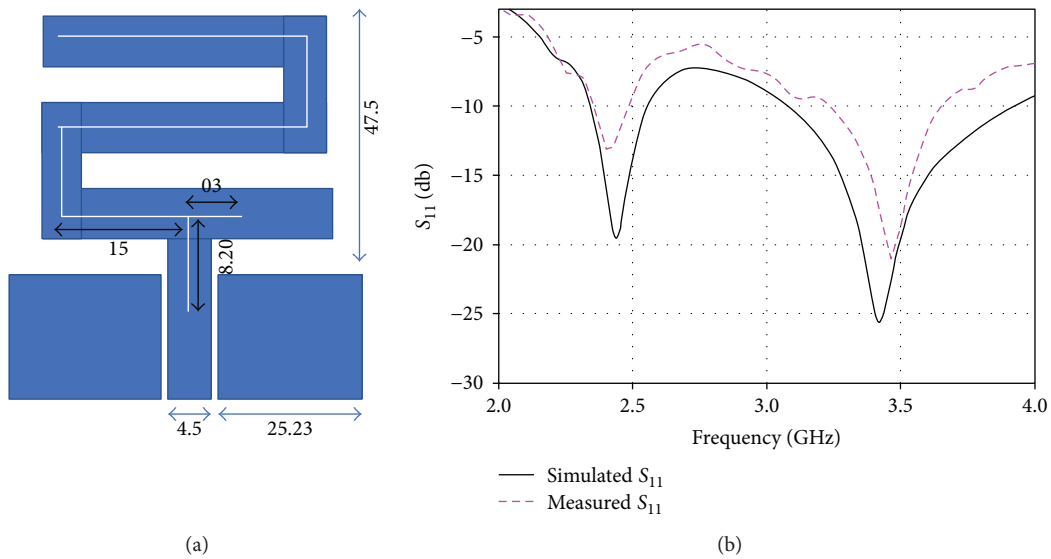 47.5
03
15
8.20
4.5
25.23
(a)
−5
−10
−15
−20
−25
−30
S11 (db)
2.0 2.5 3.0 3.5 4.0
Frequency (GHz)
Simulated S11
Measured S11
(b)